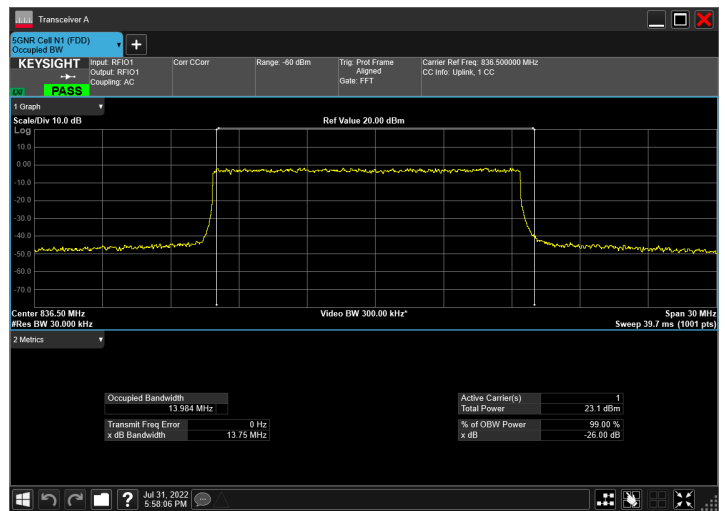 Transceiver A
5GNR Cell N1 (FDD)
Occupied BW
KEYSIGHT
Input: RFIO1
Output: RFIO1
Coupling: AC
Corr CCorr
Range: -60 dBm
Trig: Prot Frame
Aligned
Gate: FFT
Carrier Ref Freq: 836.500000 MHz
CC Info: Uplink, 1 CC
LXI
PASS
1 Graph
Scale/Div 10.0 dB
Ref Value 20.00 dBm
Log
10.0
0.00
-10.0
-20.0
-30.0
-40.0
-50.0
-60.0
-70.0
Center 836.50 MHz
Video BW 300.00 kHz*
Span 30 MHz
#Res BW 30.000 kHz
Sweep 39.7 ms (1001 pts)
2 Metrics
Occupied Bandwidth
13.984 MHz
Transmit Freq Error 0 Hz
x dB Bandwidth 13.75 MHz
Active Carrier(s) 1
Total Power 23.1 dBm
% of OBW Power 99.00 %
x dB -26.00 dB
Jul 31, 2022
5:58:06 PM